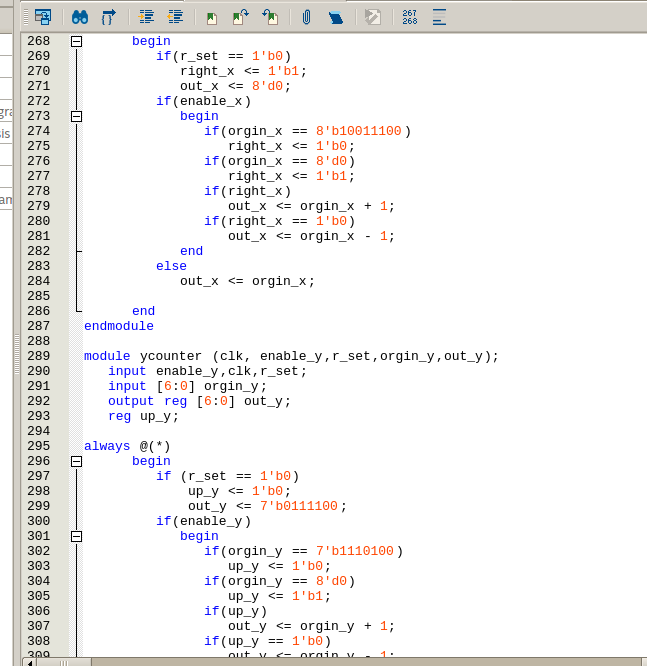 267
268
gra
sis
am
268 begin
269 if(r_set == 1'b0)
270 right_x <= 1'b1;
271 out_x <= 8'd0;
272 if(enable_x)
273 begin
274 if(orgin_x == 8'b10011100)
275 right_x <= 1'b0;
276 if(orgin_x == 8'd0)
277 right_x <= 1'b1;
278 if(right_x)
279 out_x <= orgin_x + 1;
280 if(right_x == 1'b0)
281 out_x <= orgin_x - 1;
282 end
283 else
284 out_x <= orgin_x;
285
286 end
287 endmodule
288
289 module ycounter (clk, enable_y,r_set,orgin_y,out_y);
290 input enable_y,clk,r_set;
291 input [6:0] orgin_y;
292 output reg [6:0] out_y;
293 reg up_y;
294
295 always @(*)
296 begin
297 if (r_set == 1'b0)
298 up_y <= 1'b0;
299 out_y <= 7'b0111100;
300 if(enable_y)
301 begin
302 if(orgin_y == 7'b1110100)
303 up_y <= 1'b0;
304 if(orgin_y == 8'd0)
305 up_y <= 1'b1;
306 if(up_y)
307 out_y <= orgin_y + 1;
308 if(up_y == 1'b0)
309 out_y <= orgin_y - 1;